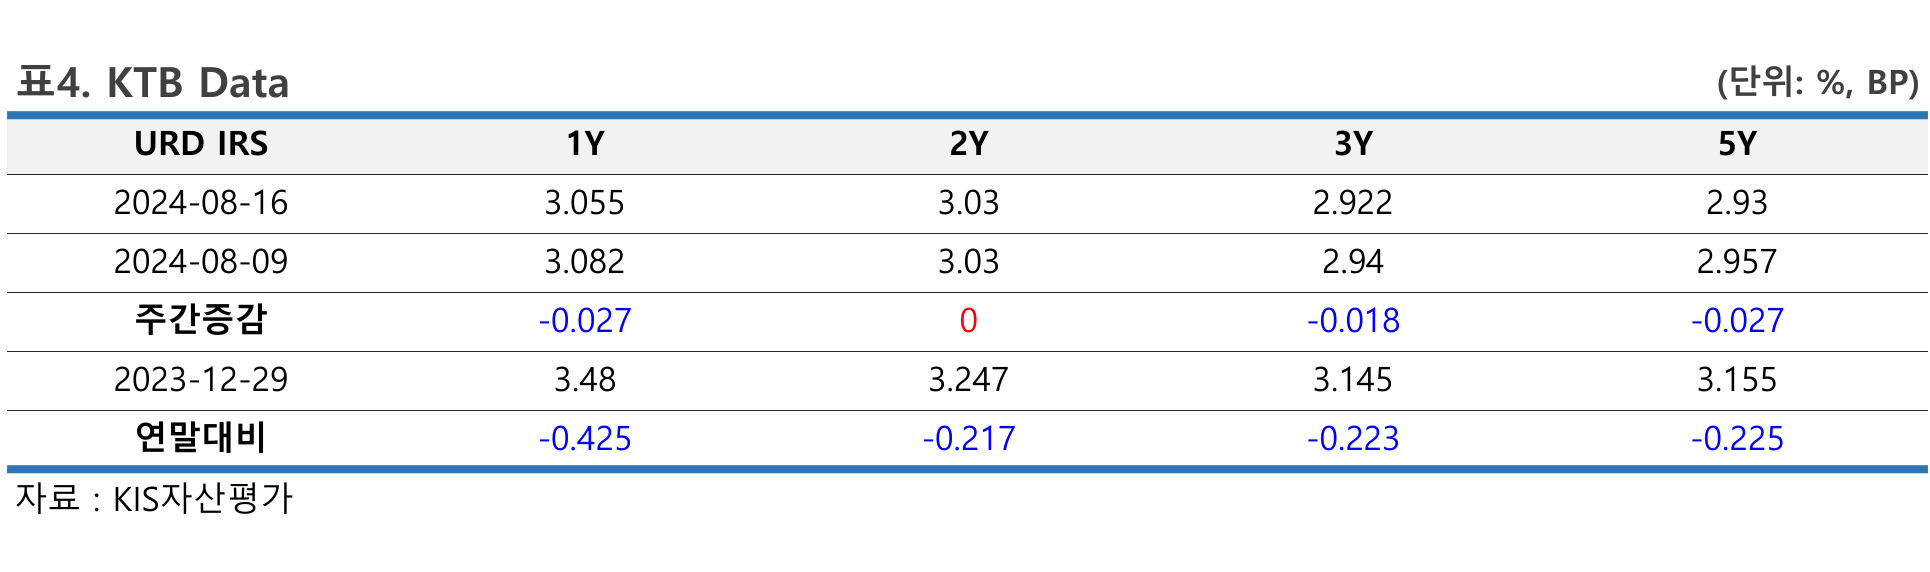 표4. KTB Data (단위: %, BP)
URD IRS 1Y 2Y 3Y 5Y
2024-08-16 3.055 3.03 2.922 2.93
2024-08-09 3.082 3.03 2.94 2.957
주간증감 -0.027 0 -0.018 -0.027
2023-12-29 3.48 3.247 3.145 3.155
연말대비 -0.425 -0.217 -0.223 -0.225
자료 : KIS자산평가